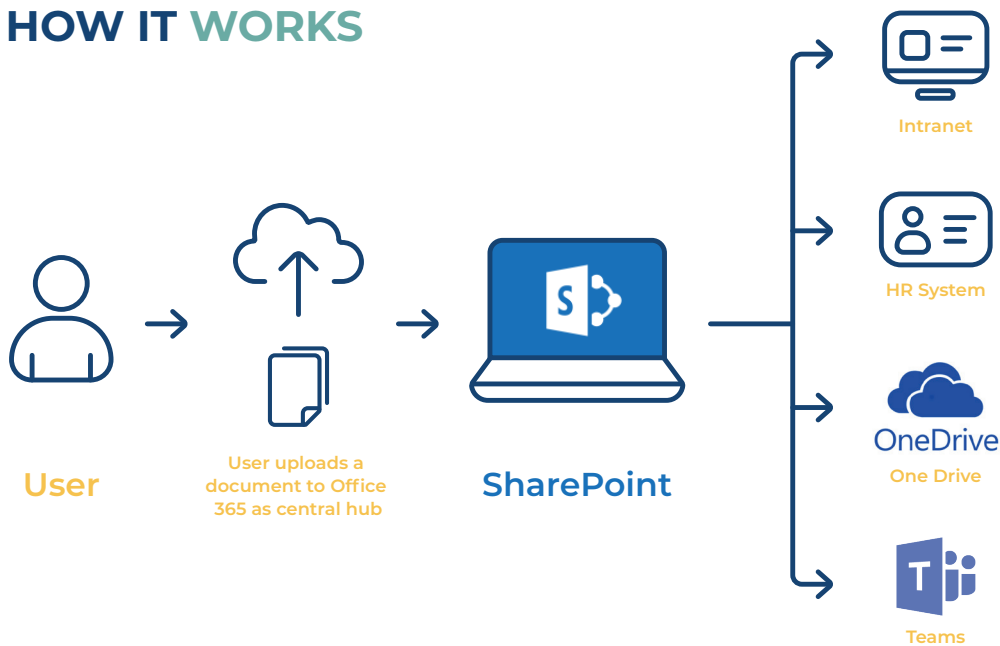 HOW IT WORKS
Intranet
HR System
OneDrive
One Drive
Teams
User
User uploads a
document to Office
365 as central hub
S
SharePoint
T